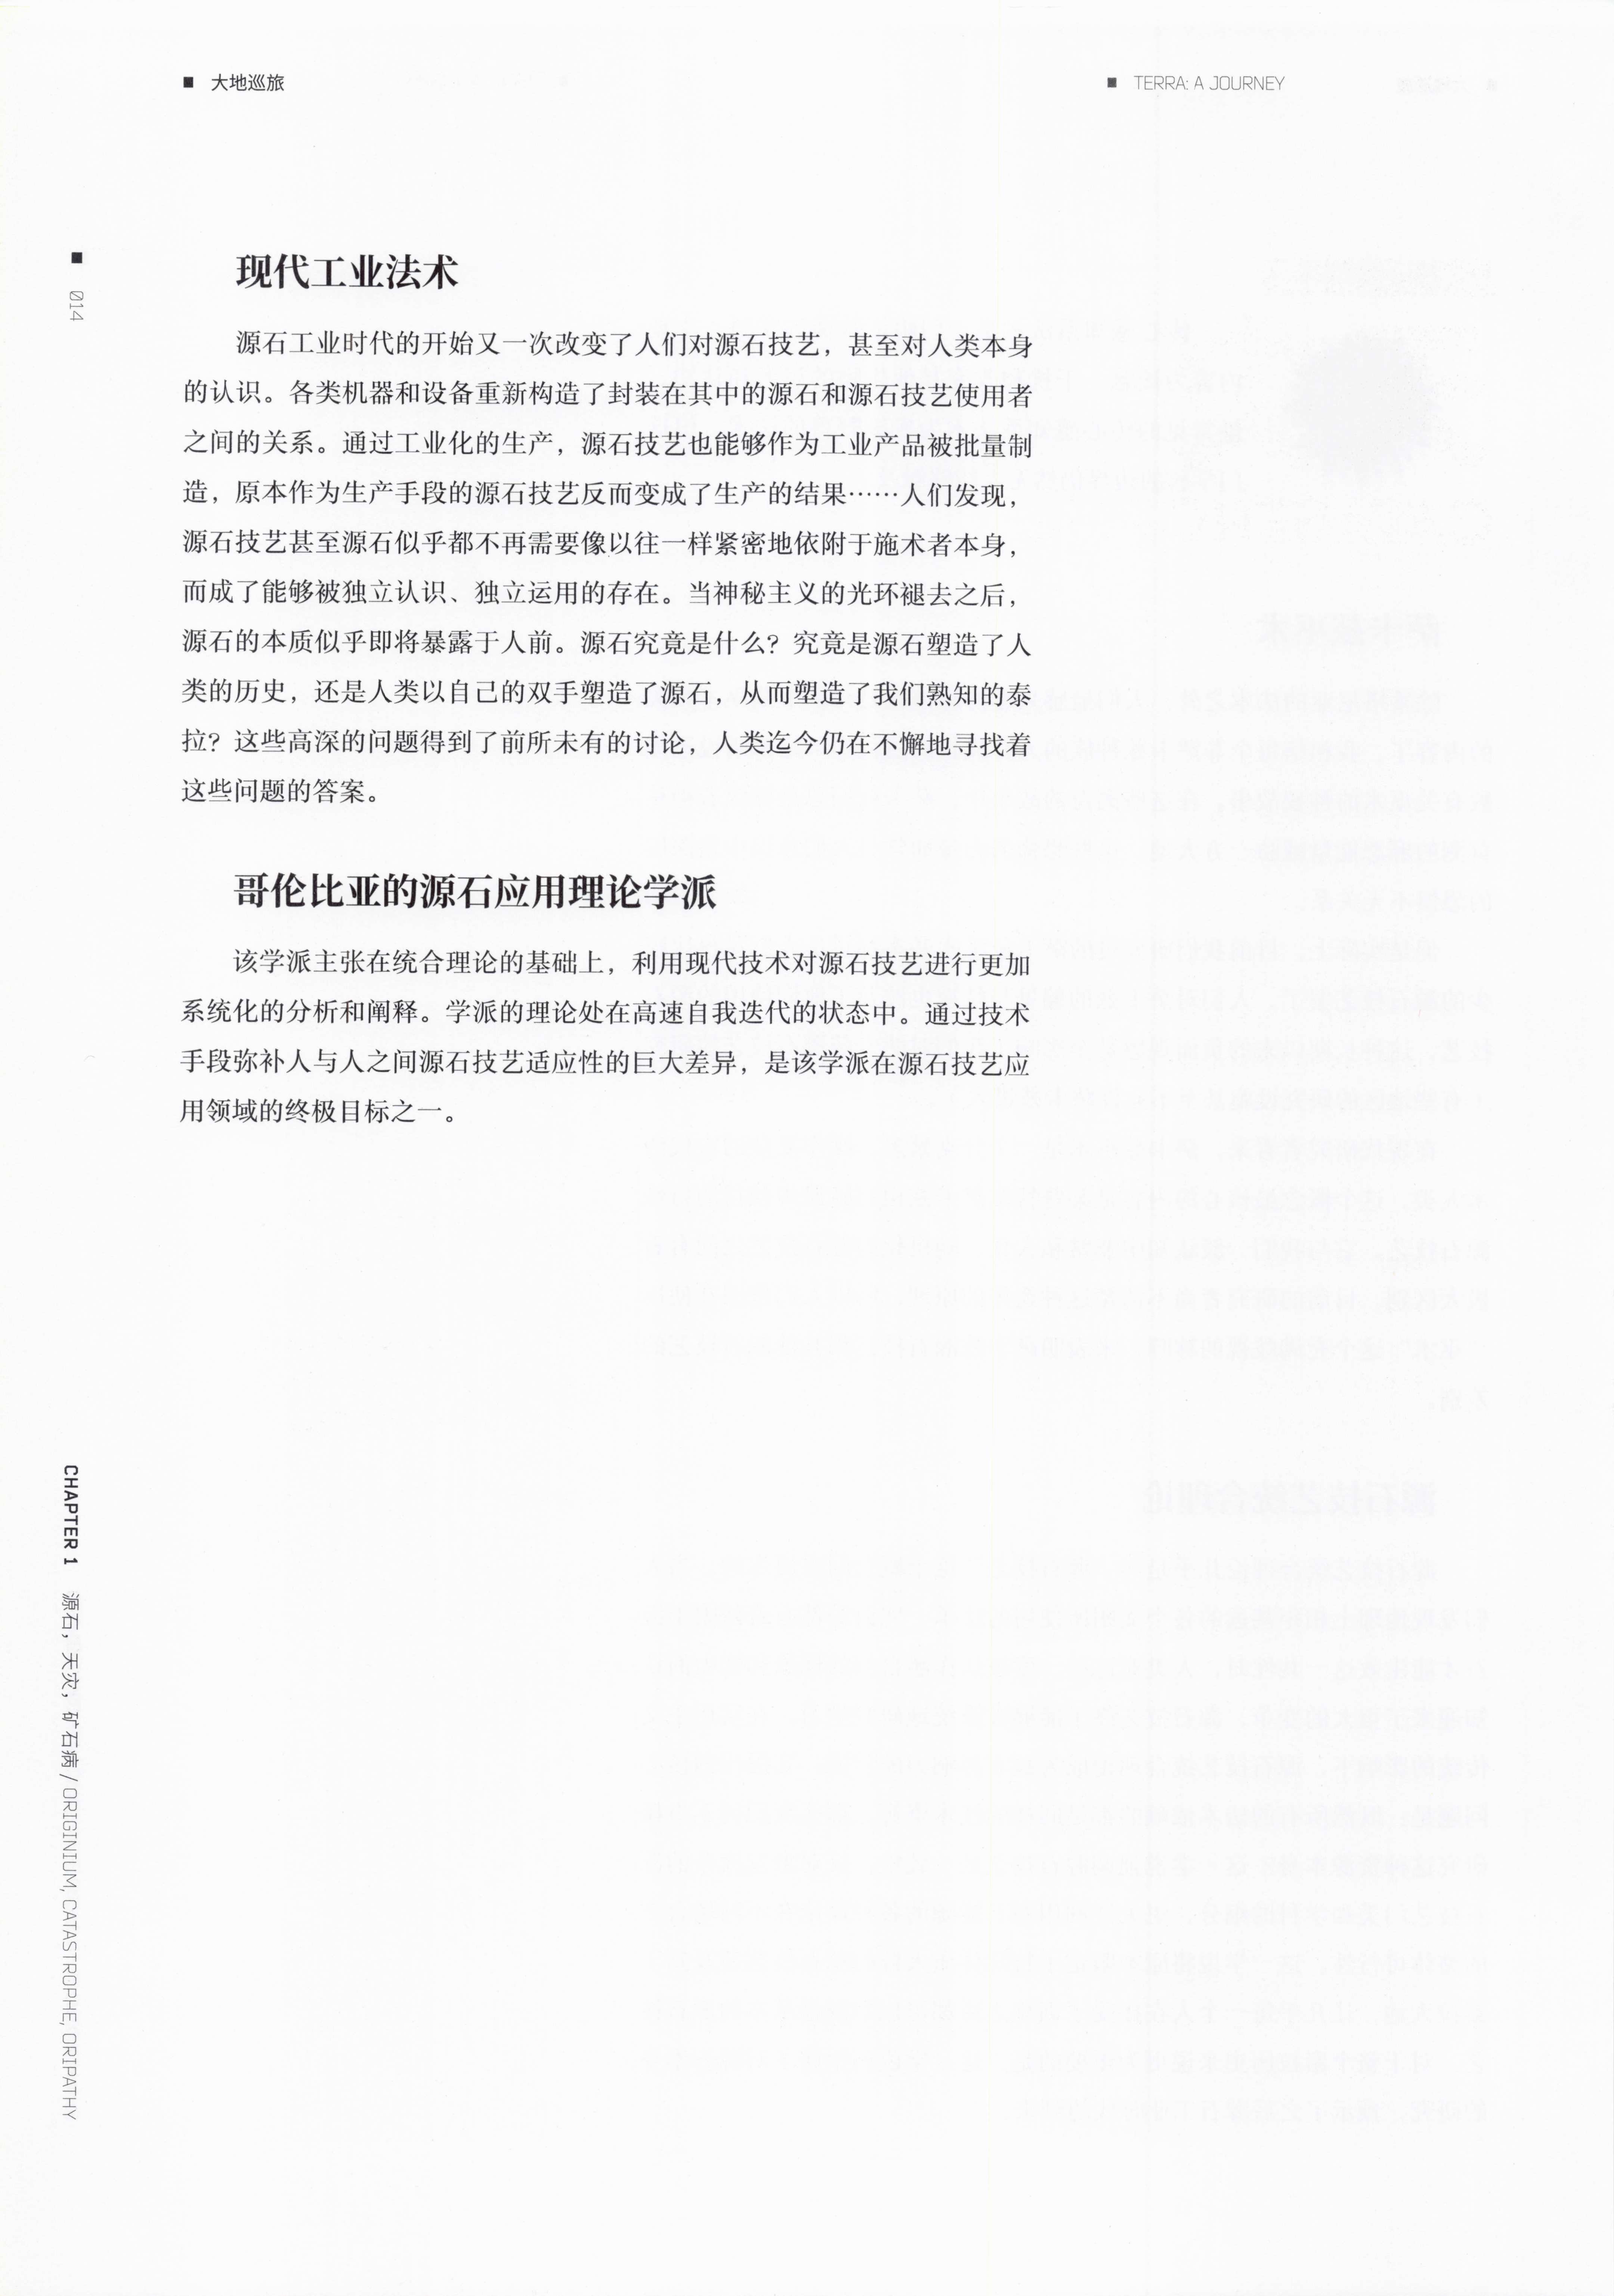 ■ 大地巡旅
■ TERRA: A JOURNEY
■ 014
现代工业法术
源石工业时代的开始又一次改变了人们对源石技艺，甚至对人类本身
的认识。各类机器和设备重新构造了封装在其中的源石和源石技艺使用者
之间的关系。通过工业化的生产，源石技艺也能够作为工业产品被批量制
造，原本作为生产手段的源石技艺反而变成了生产的结果……人们发现，
源石技艺甚至源石似乎都不再需要像以往一样紧密地依附于施术者本身，
而成了能够被独立认识、独立运用的存在。当神秘主义的光环褪去之后，
源石的本质似乎即将暴露于人前。源石究竟是什么？究竟是源石塑造了人
类的历史，还是人类以自己的双手塑造了源石，从而塑造了我们熟知的泰
拉？这些高深的问题得到了前所未有的讨论，人类迄今仍在不懈地寻找着
这些问题的答案。
哥伦比亚的源石应用理论学派
该学派主张在统合理论的基础上，利用现代技术对源石技艺进行更加
系统化的分析和阐释。学派的理论处在高速自我迭代的状态中。通过技术
手段弥补人与人之间源石技艺适应性的巨大差异，是该学派在源石技艺应
用领域的终极目标之一。
CHAPTER 1 源石，天灾，矿石病 / ORIGINIUM, CATASTROPHE, ORIPATHY